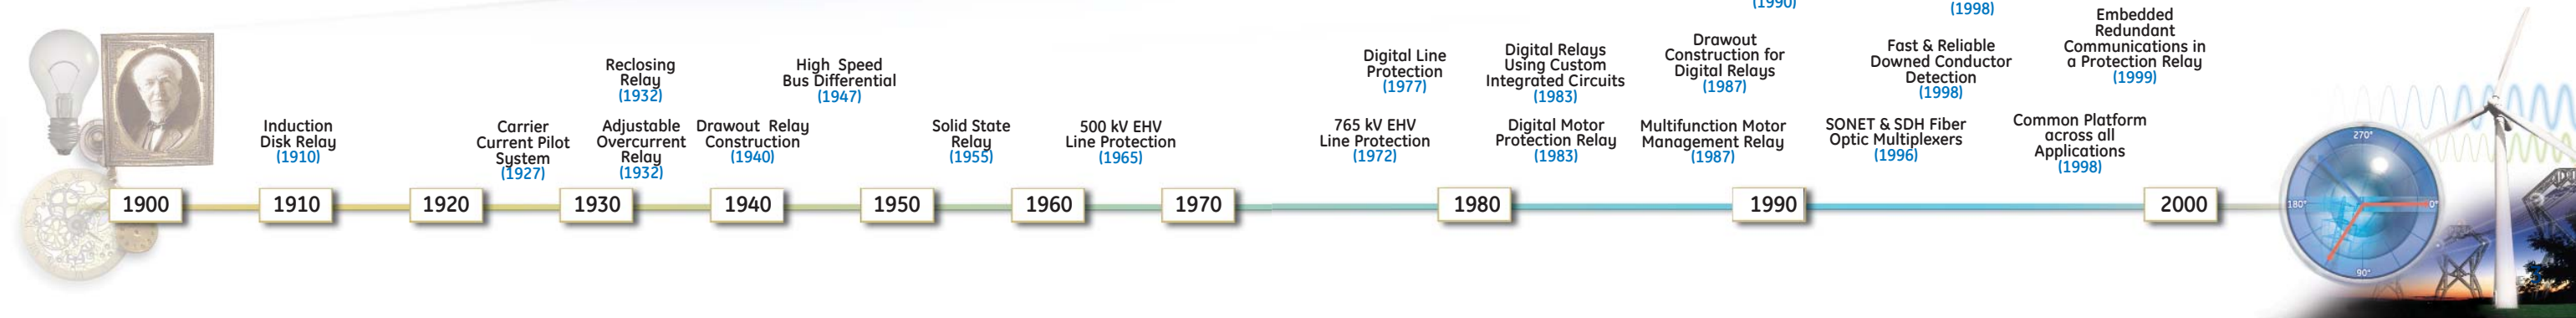 (1990)
(1998)
Embedded
Redundant
Communications in
a Protection Relay
(1999)
Drawout
Construction for
Digital Relays
(1987)
Fast & Reliable
Downed Conductor
Detection
(1998)
Digital Line
Protection
(1977)
Digital Relays
Using Custom
Integrated Circuits
(1983)
Reclosing
Relay
(1932)
High Speed
Bus Differential
(1947)
Induction
Disk Relay
(1910)
Carrier
Current Pilot
System
(1927)
Adjustable
Overcurrent
Relay
(1932)
Drawout Relay
Construction
(1940)
Solid State
Relay
(1955)
500 kV EHV
Line Protection
(1965)
765 kV EHV
Line Protection
(1972)
Digital Motor
Protection Relay
(1983)
Multifunction Motor
Management Relay
(1987)
SONET & SDH Fiber
Optic Multiplexers
(1996)
Common Platform
across all
Applications
(1998)
1900
1910
1920
1930
1940
1950
1960
1970
1980
1990
2000
270°
180°
0°
90°